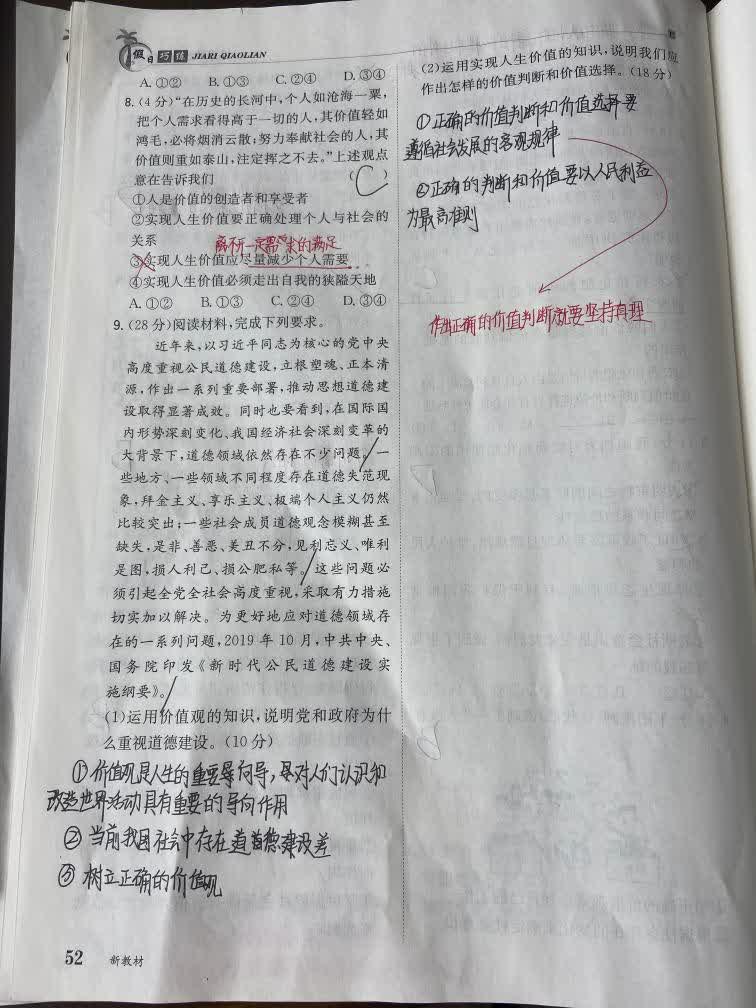 假日巧练 JIARI QIAOLIAN
A. ①② B. ①③ C. ②④ D. ③④
8. (4分)“在历史的长河中,个人如沧海一粟,
把个人需求看得高于一切的人,其价值轻如
鸿毛,必将烟消云散;努力奉献社会的人,其
价值则重如泰山,注定挥之不去。”上述观点
意在告诉我们 ( C )
①人是价值的创造者和享受者
②实现人生价值要正确处理个人与社会的
关系
离不开一定需求的满足
③实现人生价值应尽量减少个人需要
④实现人生价值必须走出自我的狭隘天地
A. ①② B. ①③ C. ②④ D. ③④
9. (28分)阅读材料,完成下列要求。
近年来,以习近平同志为核心的党中央
高度重视公民道德建设,立根塑魂、正本清
源,作出一系列重要部署,推动思想道德建
设取得显著成效。同时也要看到,在国际国
内形势深刻变化、我国经济社会深刻变革的
大背景下,道德领域依然存在不少问题。一
些地方、一些领域不同程度存在道德失范现
象,拜金主义、享乐主义、极端个人主义仍然
比较突出;一些社会成员道德观念模糊甚至
缺失,是非、善恶、美丑不分,见利忘义、唯利
是图,损人利己、损公肥私等。这些问题必
须引起全党全社会高度重视,采取有力措施
切实加以解决。为更好地应对道德领域存
在的一系列问题,2019年10月,中共中央、
国务院印发《新时代公民道德建设实
施纲要》。
(1)运用价值观的知识,说明党和政府为什
么重视道德建设。(10分)
①价值观是人生的重要导向导,是对人们认识和
改造世界活动具有重要的导向作用
②当前我国社会中存在道德建设差
③树立正确的价值观
52 新教材
(2)运用实现人生价值的知识,说明我们应
作出怎样的价值判断和价值选择。(18分)
①正确的价值判断和价值选择要
遵循社会发展的客观规律
②正确的判断和价值要以人民利益
为最高准则
作出正确的价值判断就要坚持真理